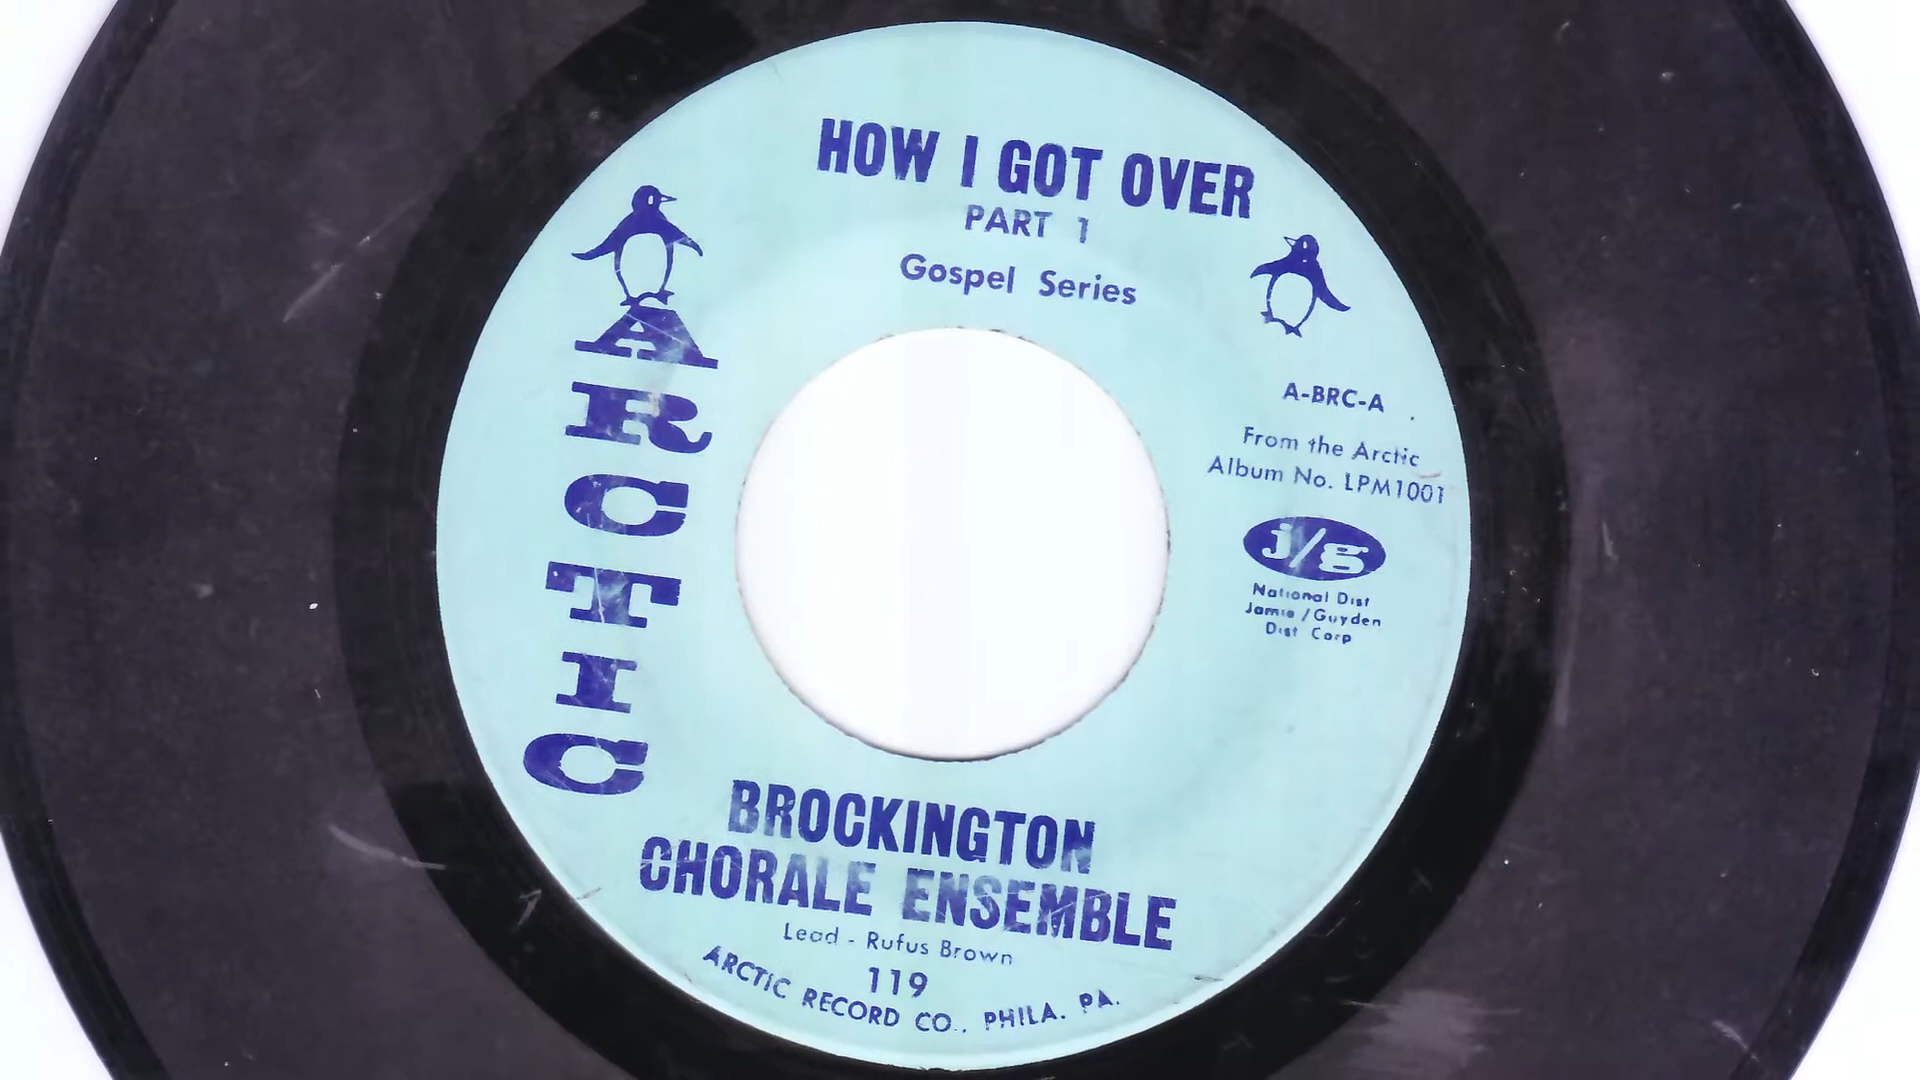 HOW I GOT OVER
PART 1
Gospel Series
ARCTIC
A-BRC-A
From the Arctic
Album No. LPM1001
j/g
National Dist
Jamie/Guyden
Dist Corp
BROCKINGTON
CHORALE ENSEMBLE
Lead - Rufus Brown
119
ARCTIC RECORD CO., PHILA. PA.